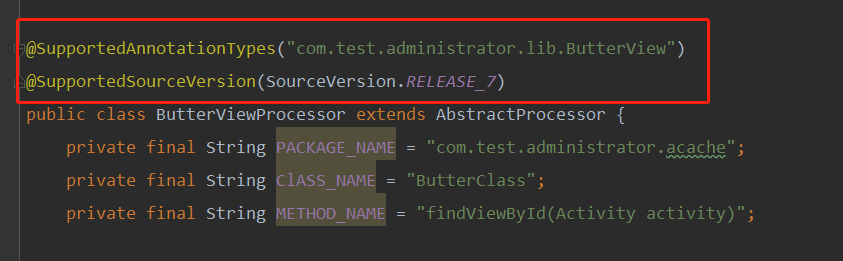 @SupportedAnnotationTypes("com.test.administrator.lib.ButterView")
@SupportedSourceVersion(SourceVersion.RELEASE_7)
public class ButterViewProcessor extends AbstractProcessor {
private final String PACKAGE_NAME = "com.test.administrator.acache";
private final String ClASS_NAME = "ButterClass";
private final String METHOD_NAME = "findViewById(Activity activity)";